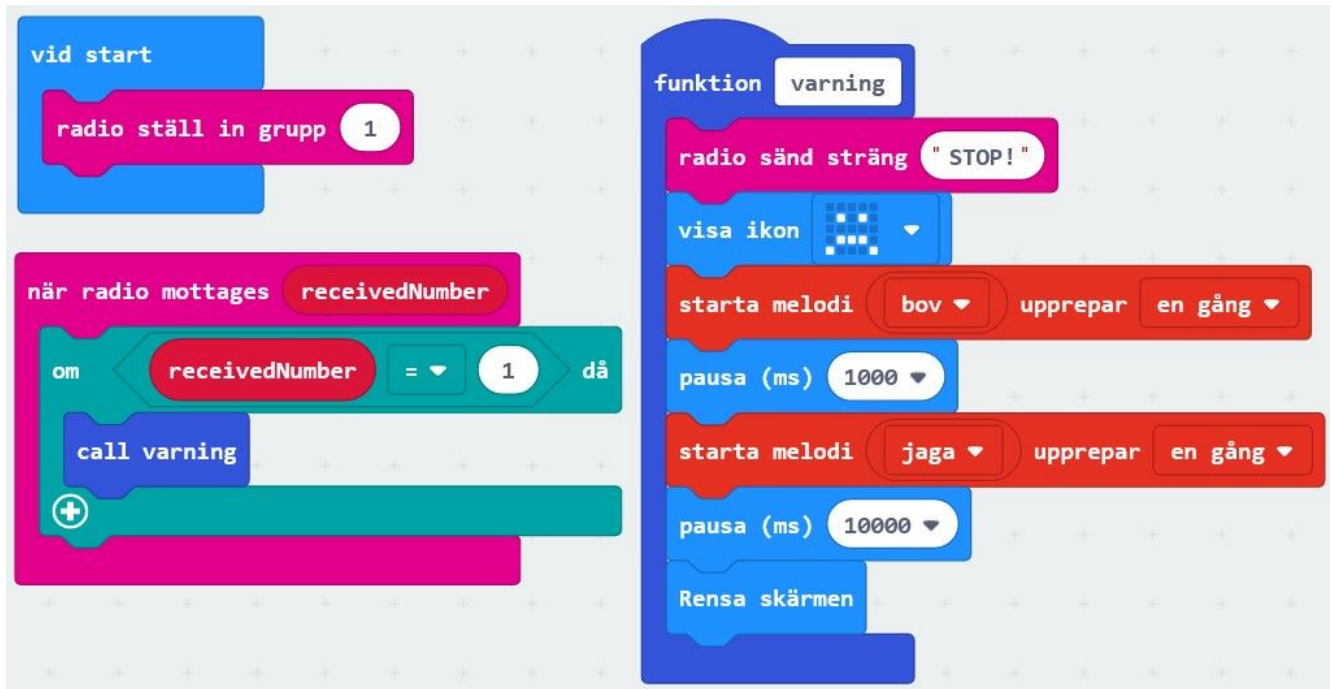 vid start
radio ställ in grupp 1
när radio mottages receivedNumber
om receivedNumber = 1 då
call varning
funktion varning
radio sänd sträng "STOP!"
visa ikon
starta melodi bov upprepar en gång
pausa (ms) 1000
starta melodi jaga upprepar en gång
pausa (ms) 10000
Rensa skärmen